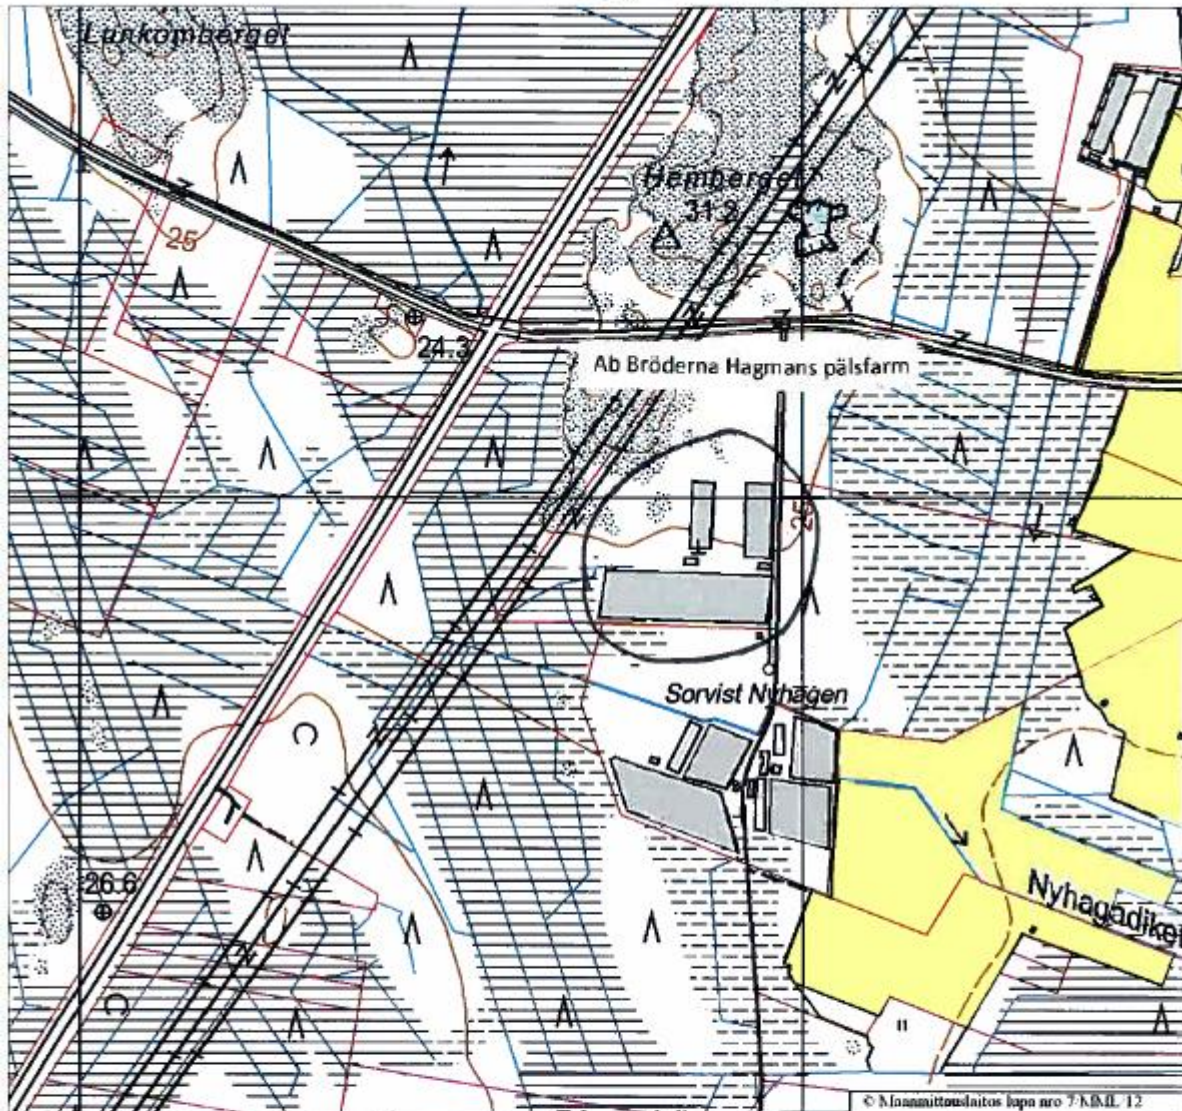 Lunkomberget
Hemberget
31.2
25
24.3
Ab Bröderna Hagmans pälsfarm
25
Sorvist Nyhagen
26.6
Nyhagadiket
© Maanmittauslaitos lupa nro 7/MML/12